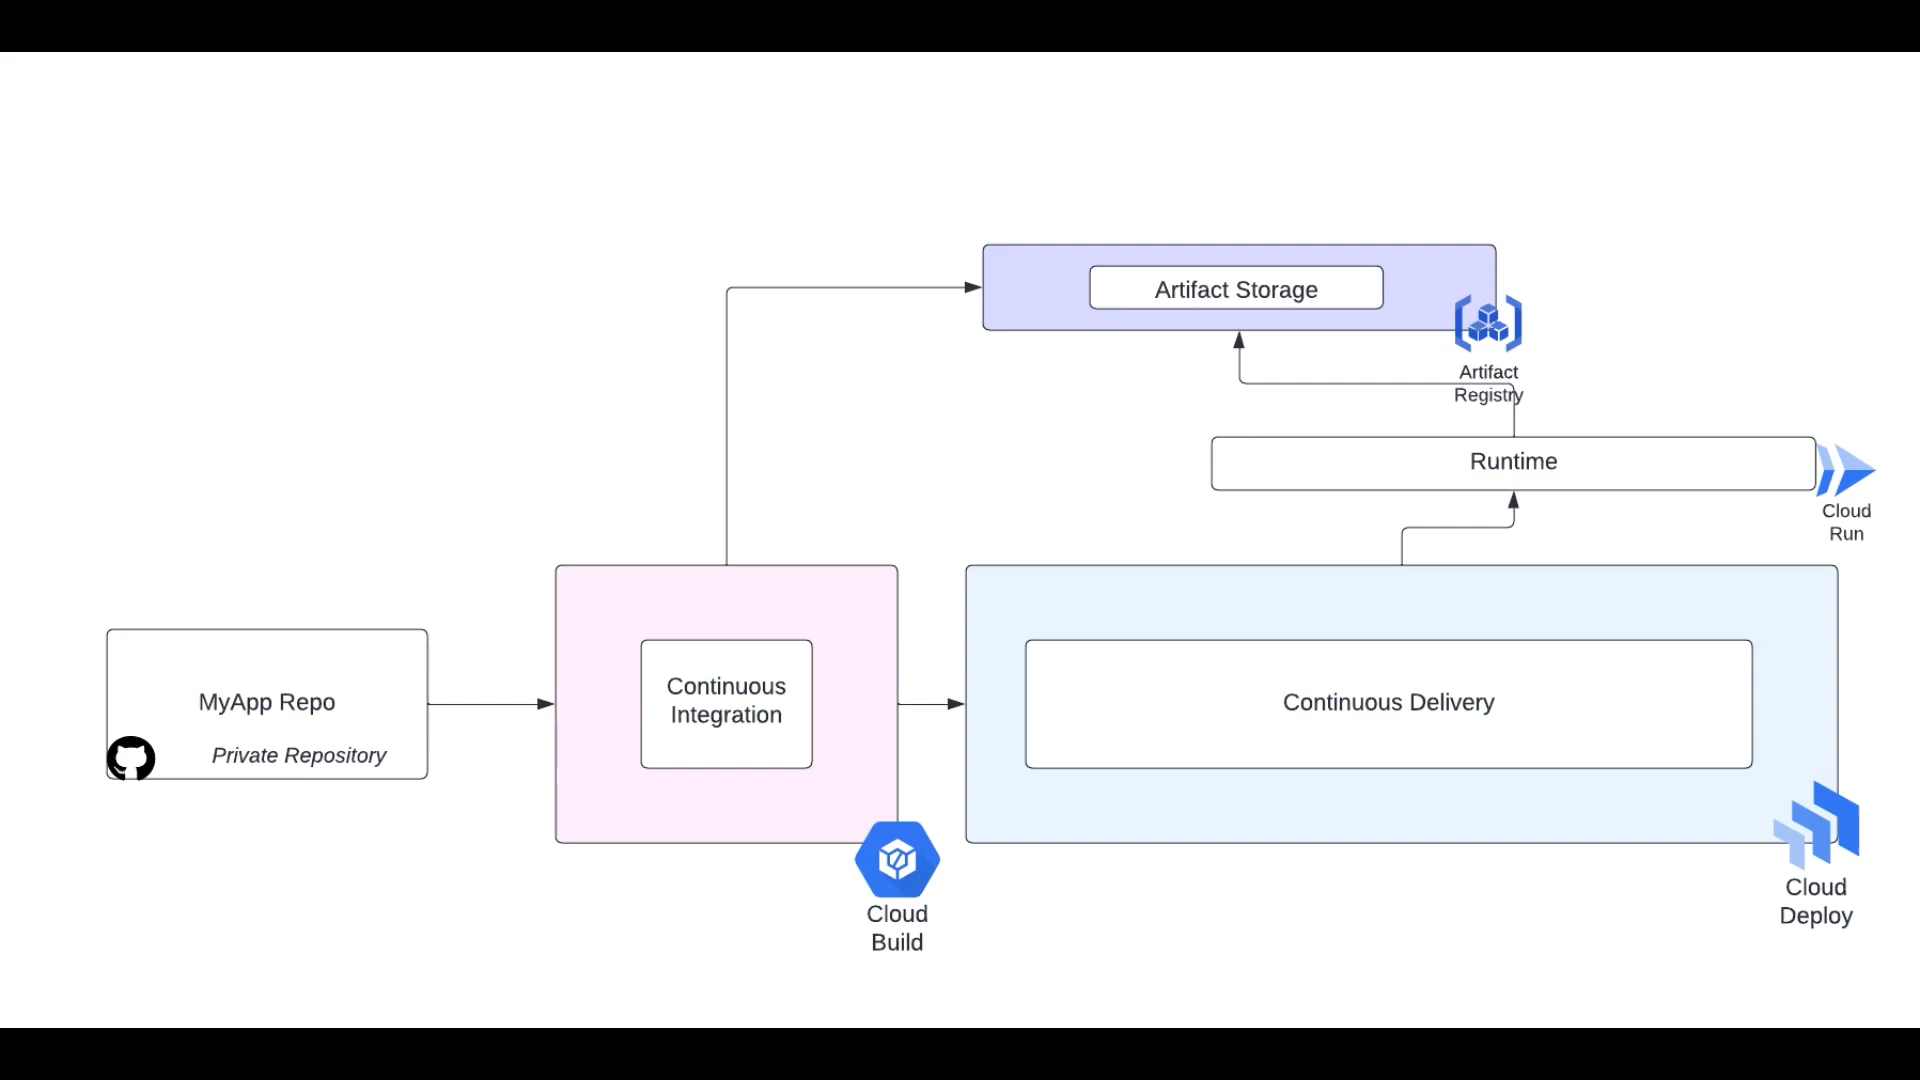 Artifact Storage
Artifact
Registry
Runtime
Cloud
Run
MyApp Repo
Private Repository
Continuous
Integration
Cloud
Build
Continuous Delivery
Cloud
Deploy